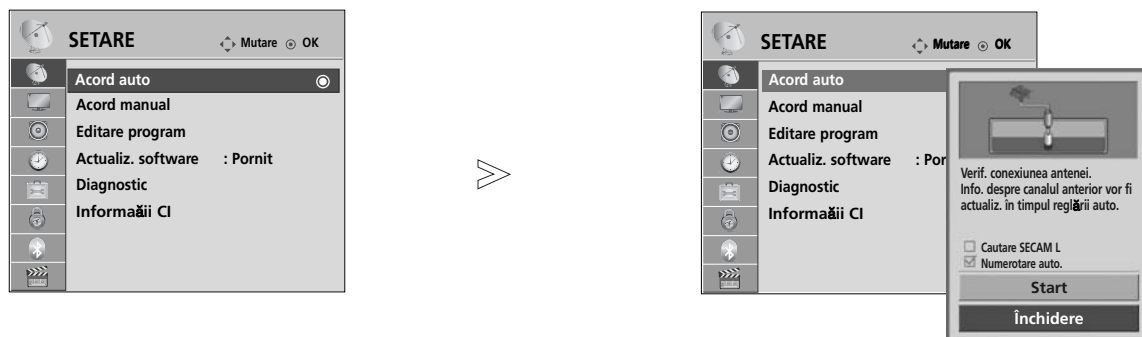 SETARE Mutare OK
Acord auto
Acord manual
Editare program
Actualiz. software : Pornit
Diagnostic
Informaăii CI
SETARE Mutare OK
Acord auto
Acord manual
Editare program
Actualiz. software : Por
Diagnostic
Informaăii CI
Verif. conexiunea antenei.
Info. despre canalul anterior vor fi
actualiz. în timpul reglării auto.
Cautare SECAM L
Numerotare auto.
Start
Închidere